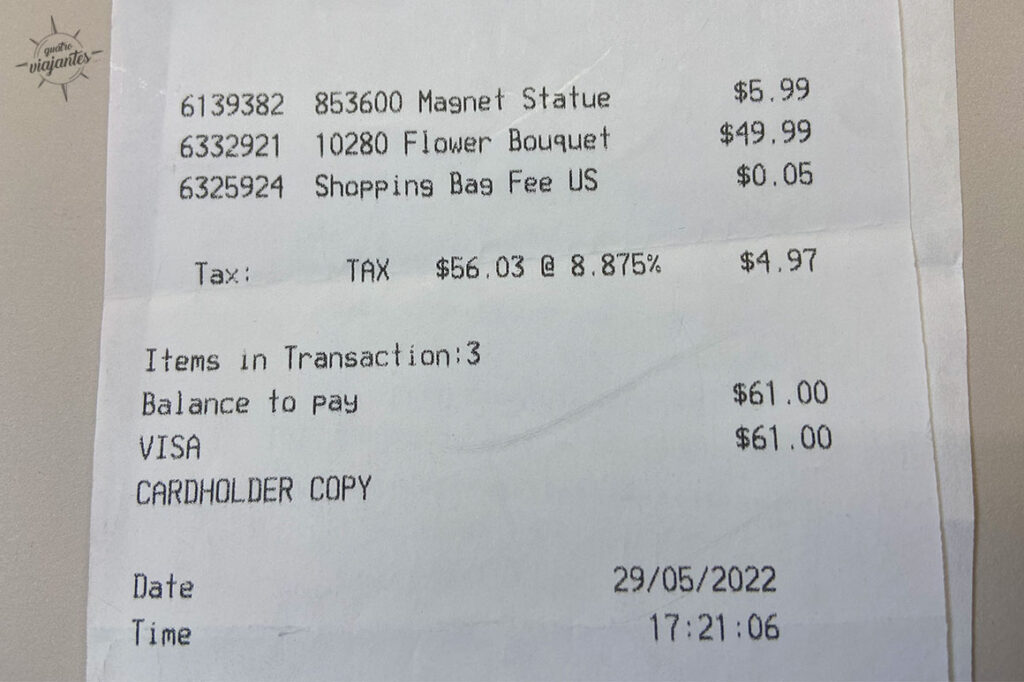 quatro
viajantes
6139382 853600 Magnet Statue $5.99
6332921 10280 Flower Bouquet $49.99
6325924 Shopping Bag Fee US $0.05
Tax: TAX $56.03 @ 8.875% $4.97
Items in Transaction:3
Balance to pay $61.00
VISA $61.00
CARDHOLDER COPY
Date 29/05/2022
Time 17:21:06